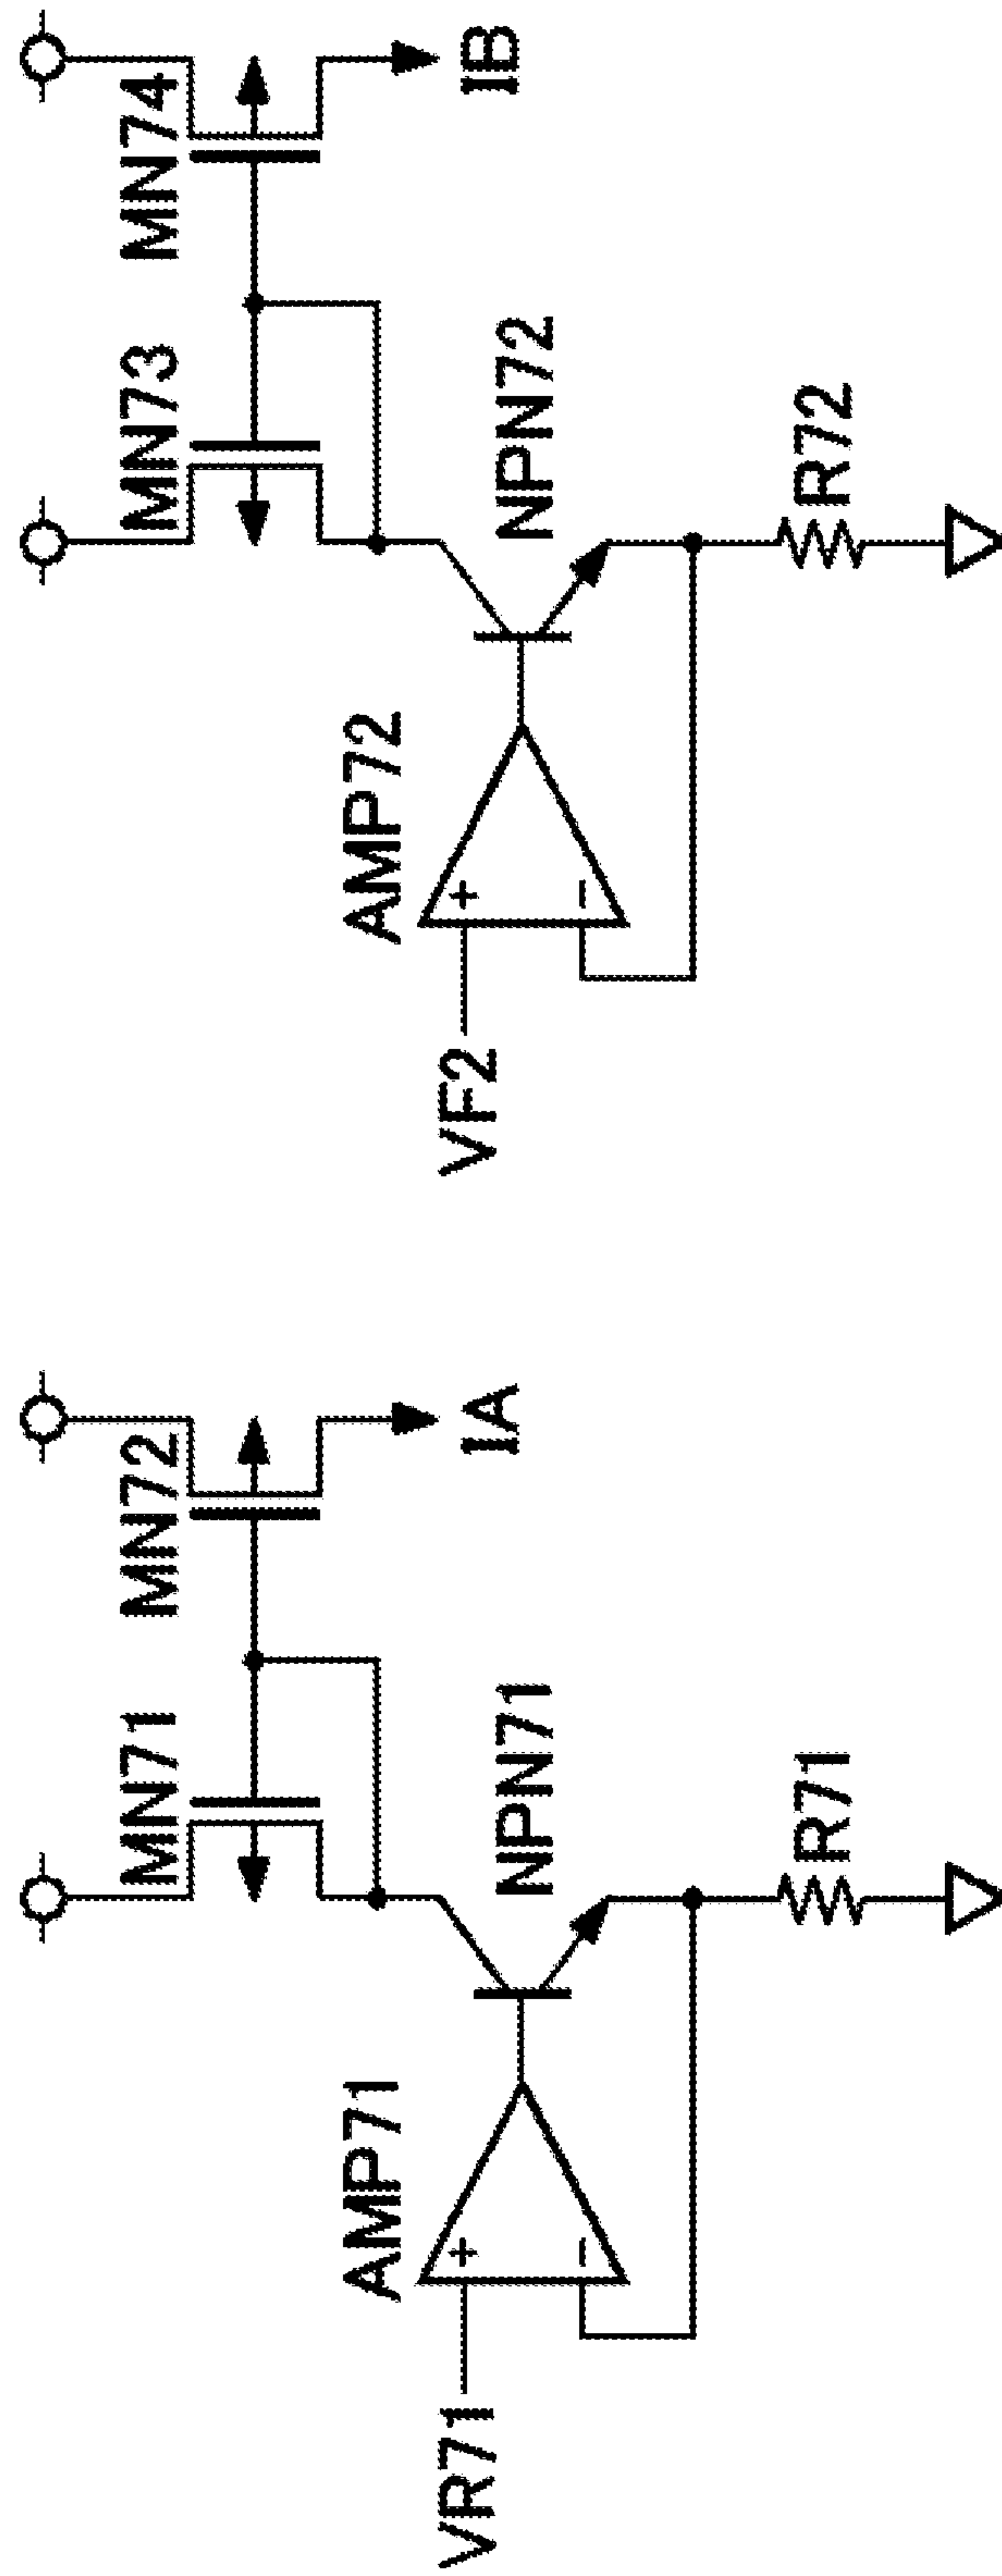 MN71
MN72
AMP71
+
−
VR71
NPN71
IA
R71
MN73
MN74
AMP72
+
−
VF2
NPN72
IB
R72